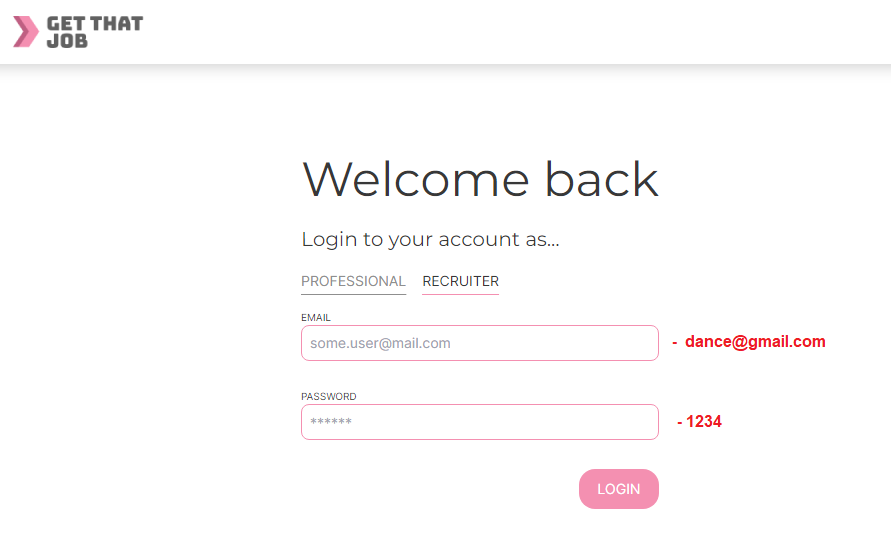 GET THAT
JOB
Welcome back
Login to your account as...
PROFESSIONAL RECRUITER
EMAIL
some.user@mail.com - dance@gmail.com
PASSWORD
****** - 1234
LOGIN